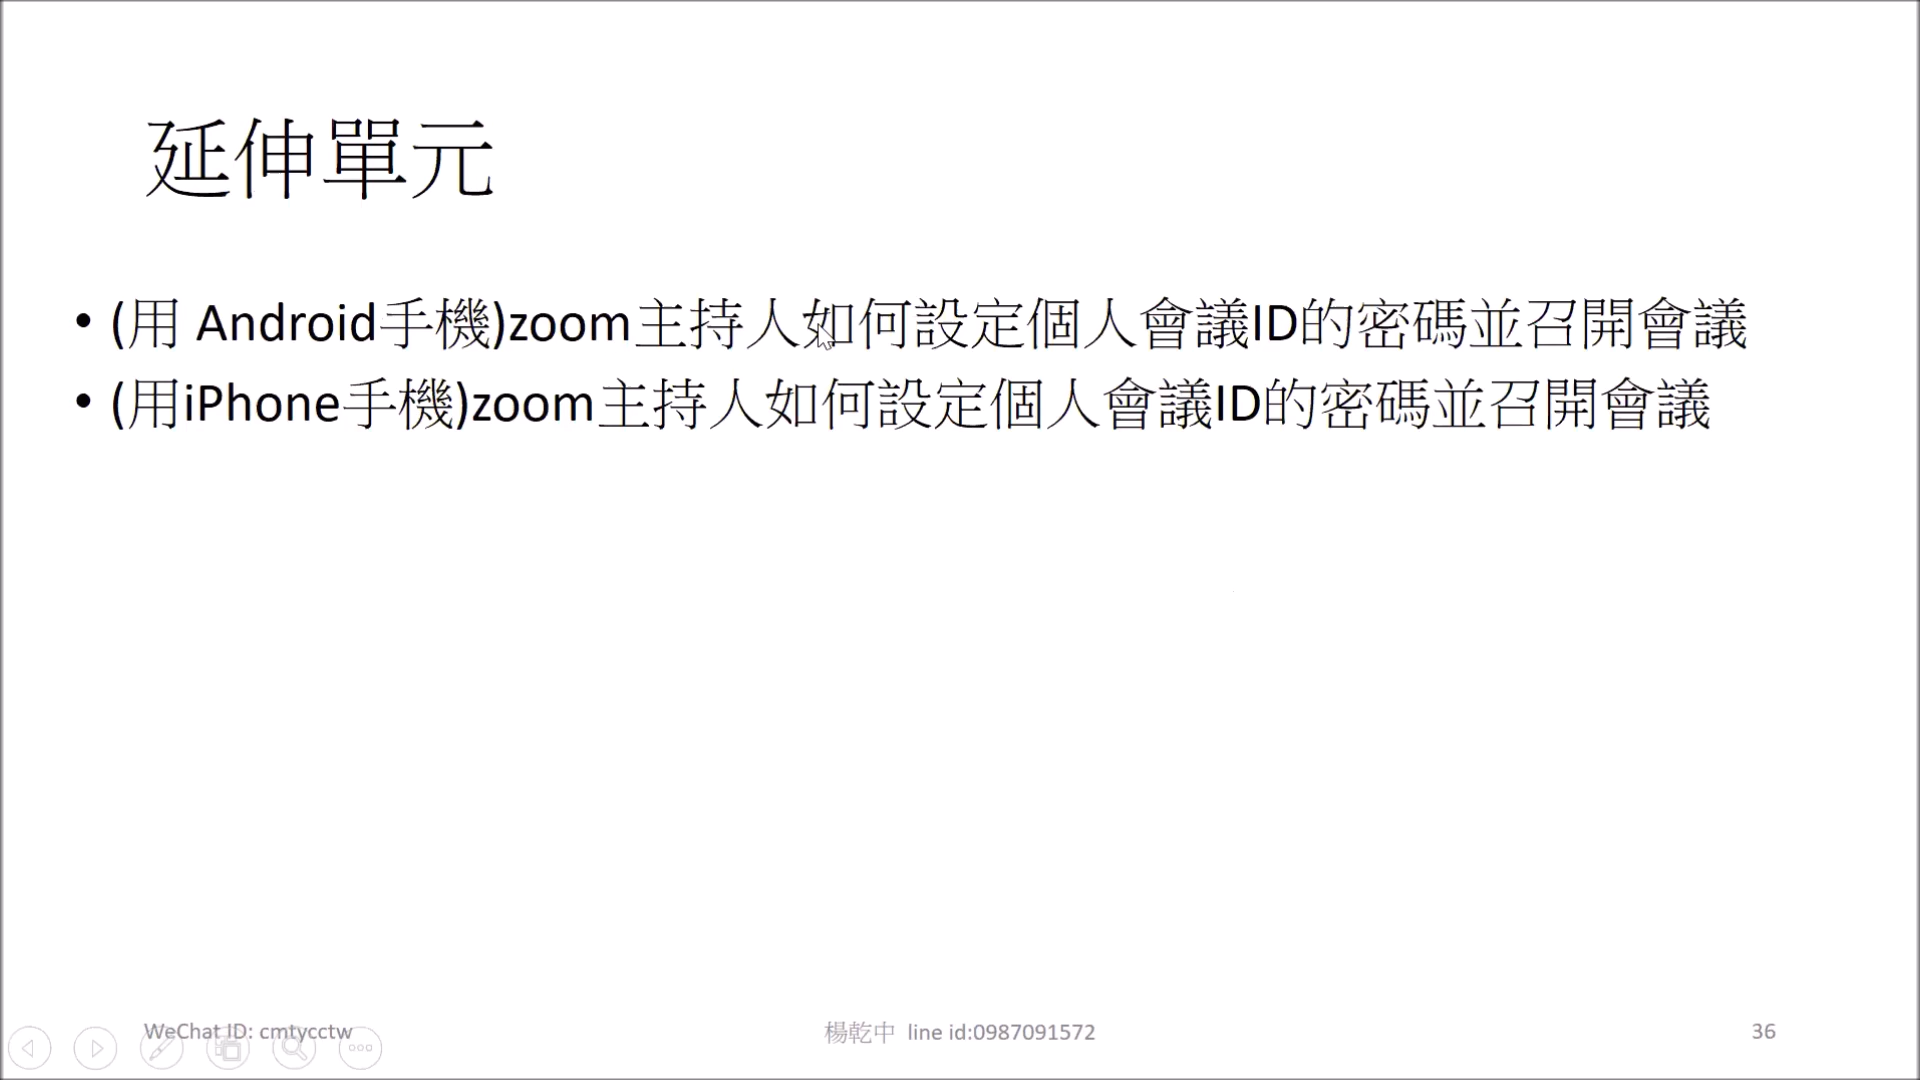 延伸單元
• (用 Android手機)zoom主持人如何設定個人會議ID的密碼並召開會議
• (用iPhone手機)zoom主持人如何設定個人會議ID的密碼並召開會議
WeChat ID: cmtycctw 楊乾中 line id:0987091572 36